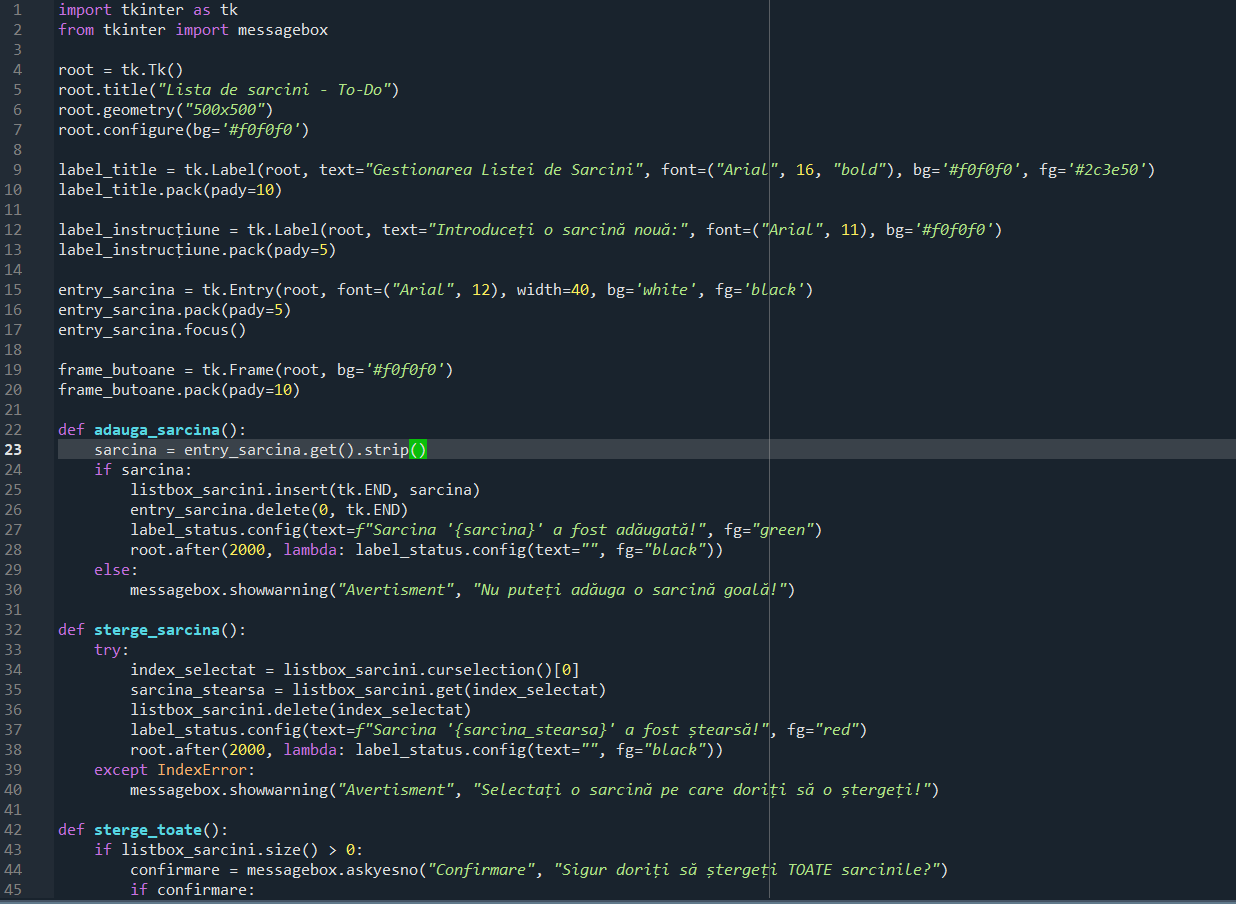 1 import tkinter as tk
2 from tkinter import messagebox
3
4 root = tk.Tk()
5 root.title("Lista de sarcini - To-Do")
6 root.geometry("500x500")
7 root.configure(bg='#f0f0f0')
8
9 label_title = tk.Label(root, text="Gestionarea Listei de Sarcini", font=("Arial", 16, "bold"), bg='#f0f0f0', fg='#2c3e50')
10 label_title.pack(pady=10)
11
12 label_instrucțiune = tk.Label(root, text="Introduceți o sarcină nouă:", font=("Arial", 11), bg='#f0f0f0')
13 label_instrucțiune.pack(pady=5)
14
15 entry_sarcina = tk.Entry(root, font=("Arial", 12), width=40, bg='white', fg='black')
16 entry_sarcina.pack(pady=5)
17 entry_sarcina.focus()
18
19 frame_butoane = tk.Frame(root, bg='#f0f0f0')
20 frame_butoane.pack(pady=10)
21
22 def adauga_sarcina():
23     sarcina = entry_sarcina.get().strip()
24     if sarcina:
25         listbox_sarcini.insert(tk.END, sarcina)
26         entry_sarcina.delete(0, tk.END)
27         label_status.config(text=f"Sarcina '{sarcina}' a fost adăugată!", fg="green")
28         root.after(2000, lambda: label_status.config(text="", fg="black"))
29     else:
30         messagebox.showwarning("Avertisment", "Nu puteți adăuga o sarcină goală!")
31
32 def sterge_sarcina():
33     try:
34         index_selectat = listbox_sarcini.curselection()[0]
35         sarcina_stearsa = listbox_sarcini.get(index_selectat)
36         listbox_sarcini.delete(index_selectat)
37         label_status.config(text=f"Sarcina '{sarcina_stearsa}' a fost ștearsă!", fg="red")
38         root.after(2000, lambda: label_status.config(text="", fg="black"))
39     except IndexError:
40         messagebox.showwarning("Avertisment", "Selectați o sarcină pe care doriți să o ștergeți!")
41
42 def sterge_toate():
43     if listbox_sarcini.size() > 0:
44         confirmare = messagebox.askyesno("Confirmare", "Sigur doriți să ștergeți TOATE sarcinile?")
45         if confirmare: